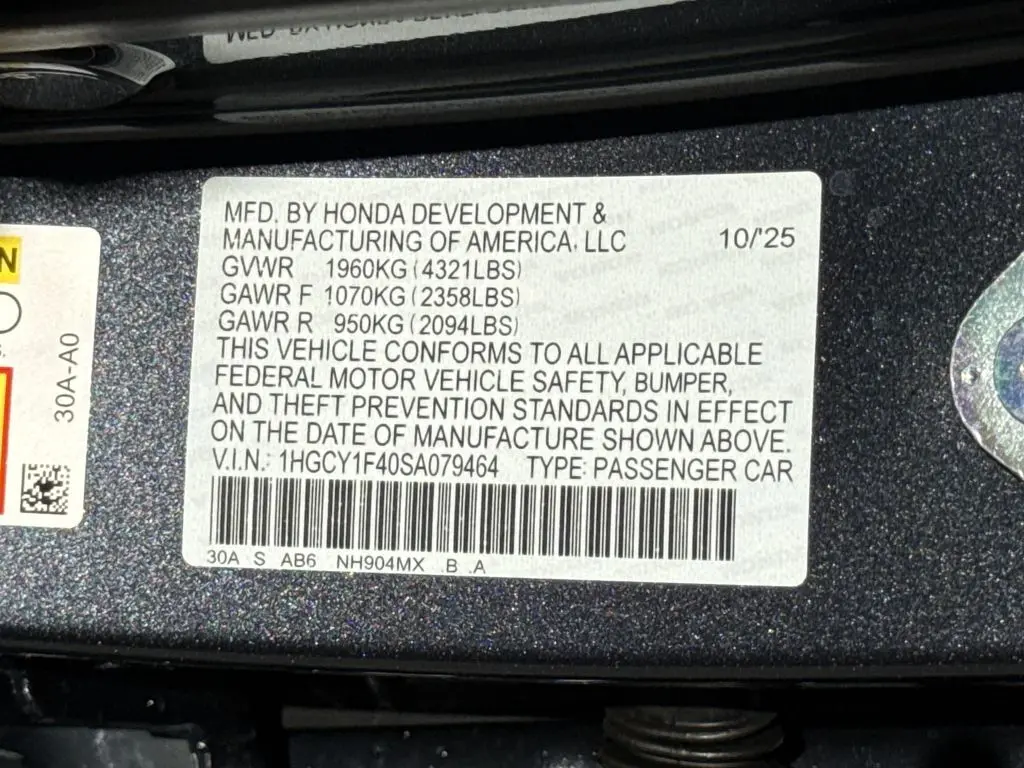 MFD. BY HONDA DEVELOPMENT &
MANUFACTURING OF AMERICA, LLC 10/'25
GVWR 1960KG (4321LBS)
GAWR F 1070KG (2358LBS)
GAWR R 950KG (2094LBS)
THIS VEHICLE CONFORMS TO ALL APPLICABLE
FEDERAL MOTOR VEHICLE SAFETY, BUMPER,
AND THEFT PREVENTION STANDARDS IN EFFECT
ON THE DATE OF MANUFACTURE SHOWN ABOVE.
V.I.N.: 1HGCY1F40SA079464 TYPE: PASSENGER CAR
30A S AB6 NH904MX B .A
N
30A-A0